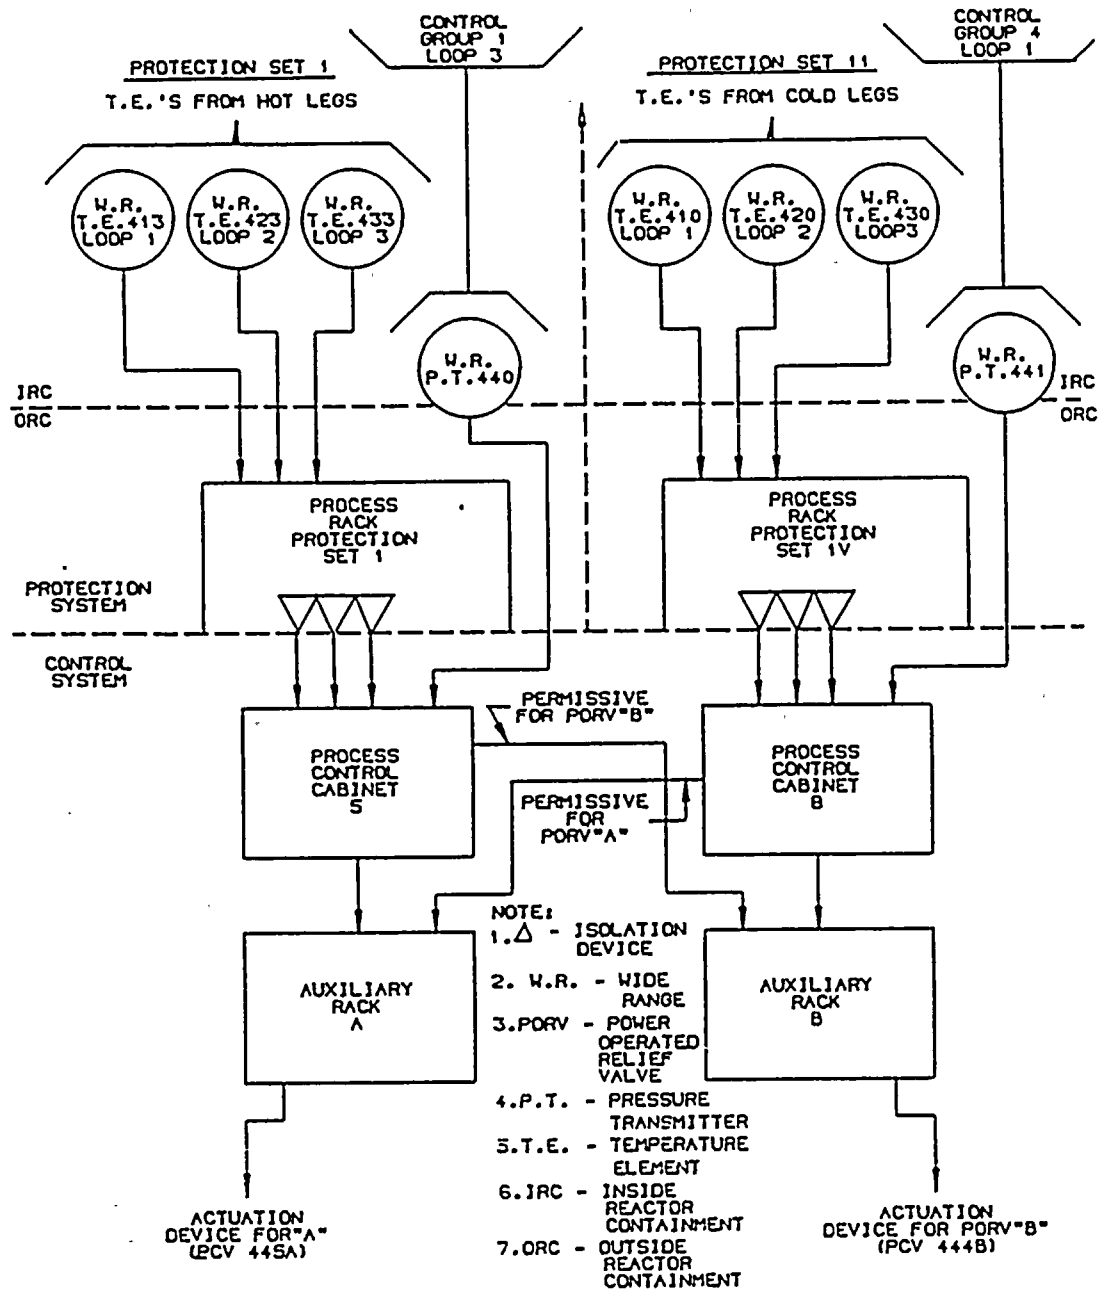 CONTROL
GROUP 1
LOOP 3
CONTROL
GROUP 4
LOOP 1
PROTECTION SET 1
T.E.'S FROM HOT LEGS
PROTECTION SET 11
T.E.'S FROM COLD LEGS
W.R.
T.E.413
LOOP 1
W.R.
T.E.423
LOOP 2
W.R.
T.E.433
LOOP 3
W.R.
T.E.410
LOOP 1
W.R.
T.E.420
LOOP 2
W.R.
T.E.430
LOOP3
W.R.
P.T.440
W.R.
P.T.441
IRC
ORC
IRC
ORC
PROCESS
RACK
PROTECTION
SET 1
PROCESS
RACK
PROTECTION
SET 1V
PROTECTION
SYSTEM
CONTROL
SYSTEM
PERMISSIVE
FOR PORV"B"
PROCESS
CONTROL
CABINET
5
PROCESS
CONTROL
CABINET
8
PERMISSIVE
FOR
PORV"A"
AUXILIARY
RACK
A
AUXILIARY
RACK
B
NOTE:
1.△ - ISOLATION
DEVICE
2. W.R. - WIDE
RANGE
3.PORV - POWER
OPERATED
RELIEF
VALVE
4.P.T. - PRESSURE
TRANSMITTER
5.T.E. - TEMPERATURE
ELEMENT
6.IRC - INSIDE
REACTOR
CONTAINMENT
7.ORC - OUTSIDE
REACTOR
CONTAINMENT
ACTUATION
DEVICE FOR"A"
(PCV 445A)
ACTUATION
DEVICE FOR PORV"B"
(PCV 444B)